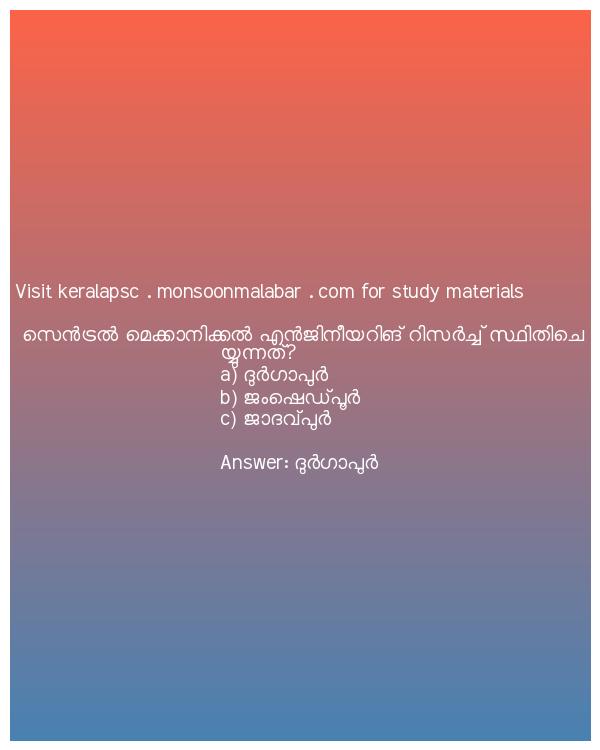 Visit keralapsc . monsoonmalabar . com for study materials
സെൻട്രൽ മെക്കാനിക്കൽ എൻജിനീയറിങ് റിസർച്ച് സ്ഥിതിചെ
യ്യുന്നത്?
a) ദുർഗാപുർ
b) ജംഷെഡ്പൂർ
c) ജാദവ്പുർ
Answer: ദുർഗാപുർ